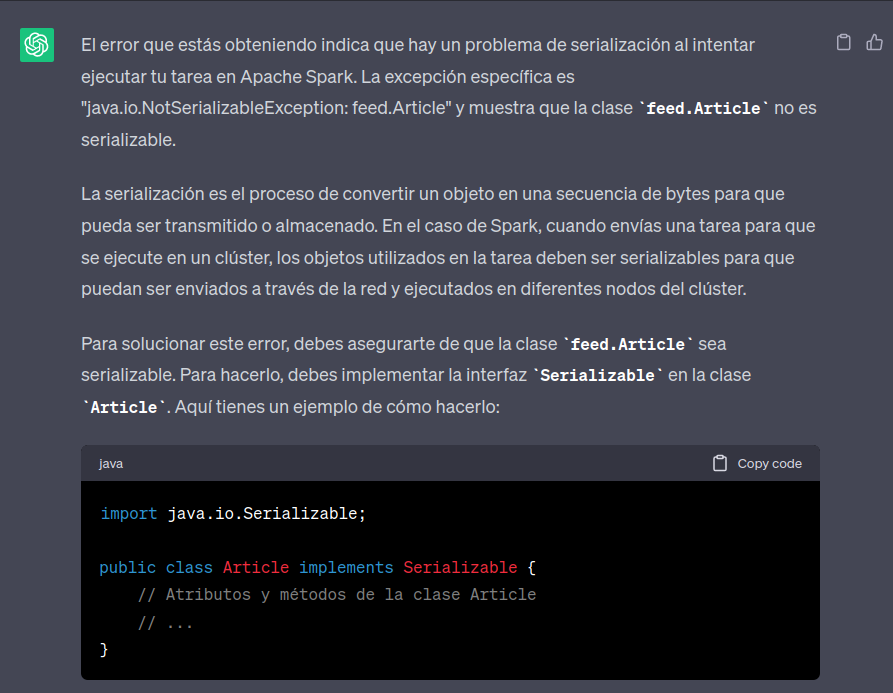 El error que estás obteniendo indica que hay un problema de serialización al intentar
ejecutar tu tarea en Apache Spark. La excepción específica es
"java.io.NotSerializableException: feed.Article" y muestra que la clase `feed.Article` no es
serializable.
La serialización es el proceso de convertir un objeto en una secuencia de bytes para que
pueda ser transmitido o almacenado. En el caso de Spark, cuando envías una tarea para que
se ejecute en un clúster, los objetos utilizados en la tarea deben ser serializables para que
puedan ser enviados a través de la red y ejecutados en diferentes nodos del clúster.
Para solucionar este error, debes asegurarte de que la clase `feed.Article` sea
serializable. Para hacerlo, debes implementar la interfaz `Serializable` en la clase
`Article`. Aquí tienes un ejemplo de cómo hacerlo:
java Copy code
import java.io.Serializable;
public class Article implements Serializable {
    // Atributos y métodos de la clase Article
    // ...
}